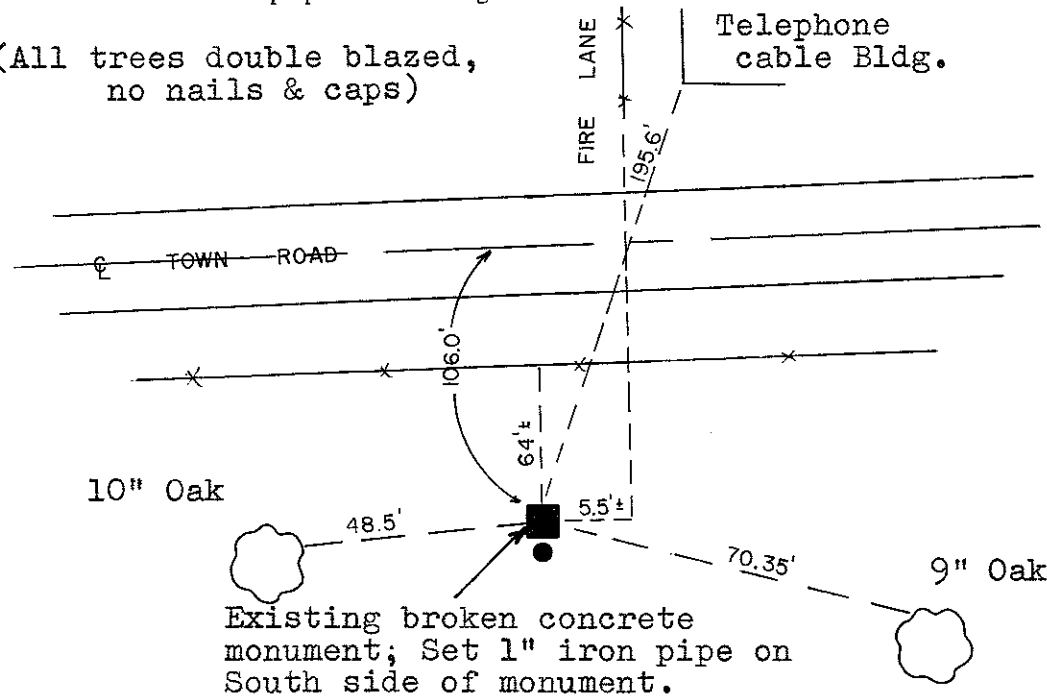 Telephone
cable Bldg.
(All trees double blazed,
no nails & caps)
FIRE LANE
195.6'
℄ TOWN ROAD
106.0'
64'±
10" Oak
48.5'
5.5'±
70.35'
9" Oak
Existing broken concrete
monument; Set 1" iron pipe on
South side of monument.